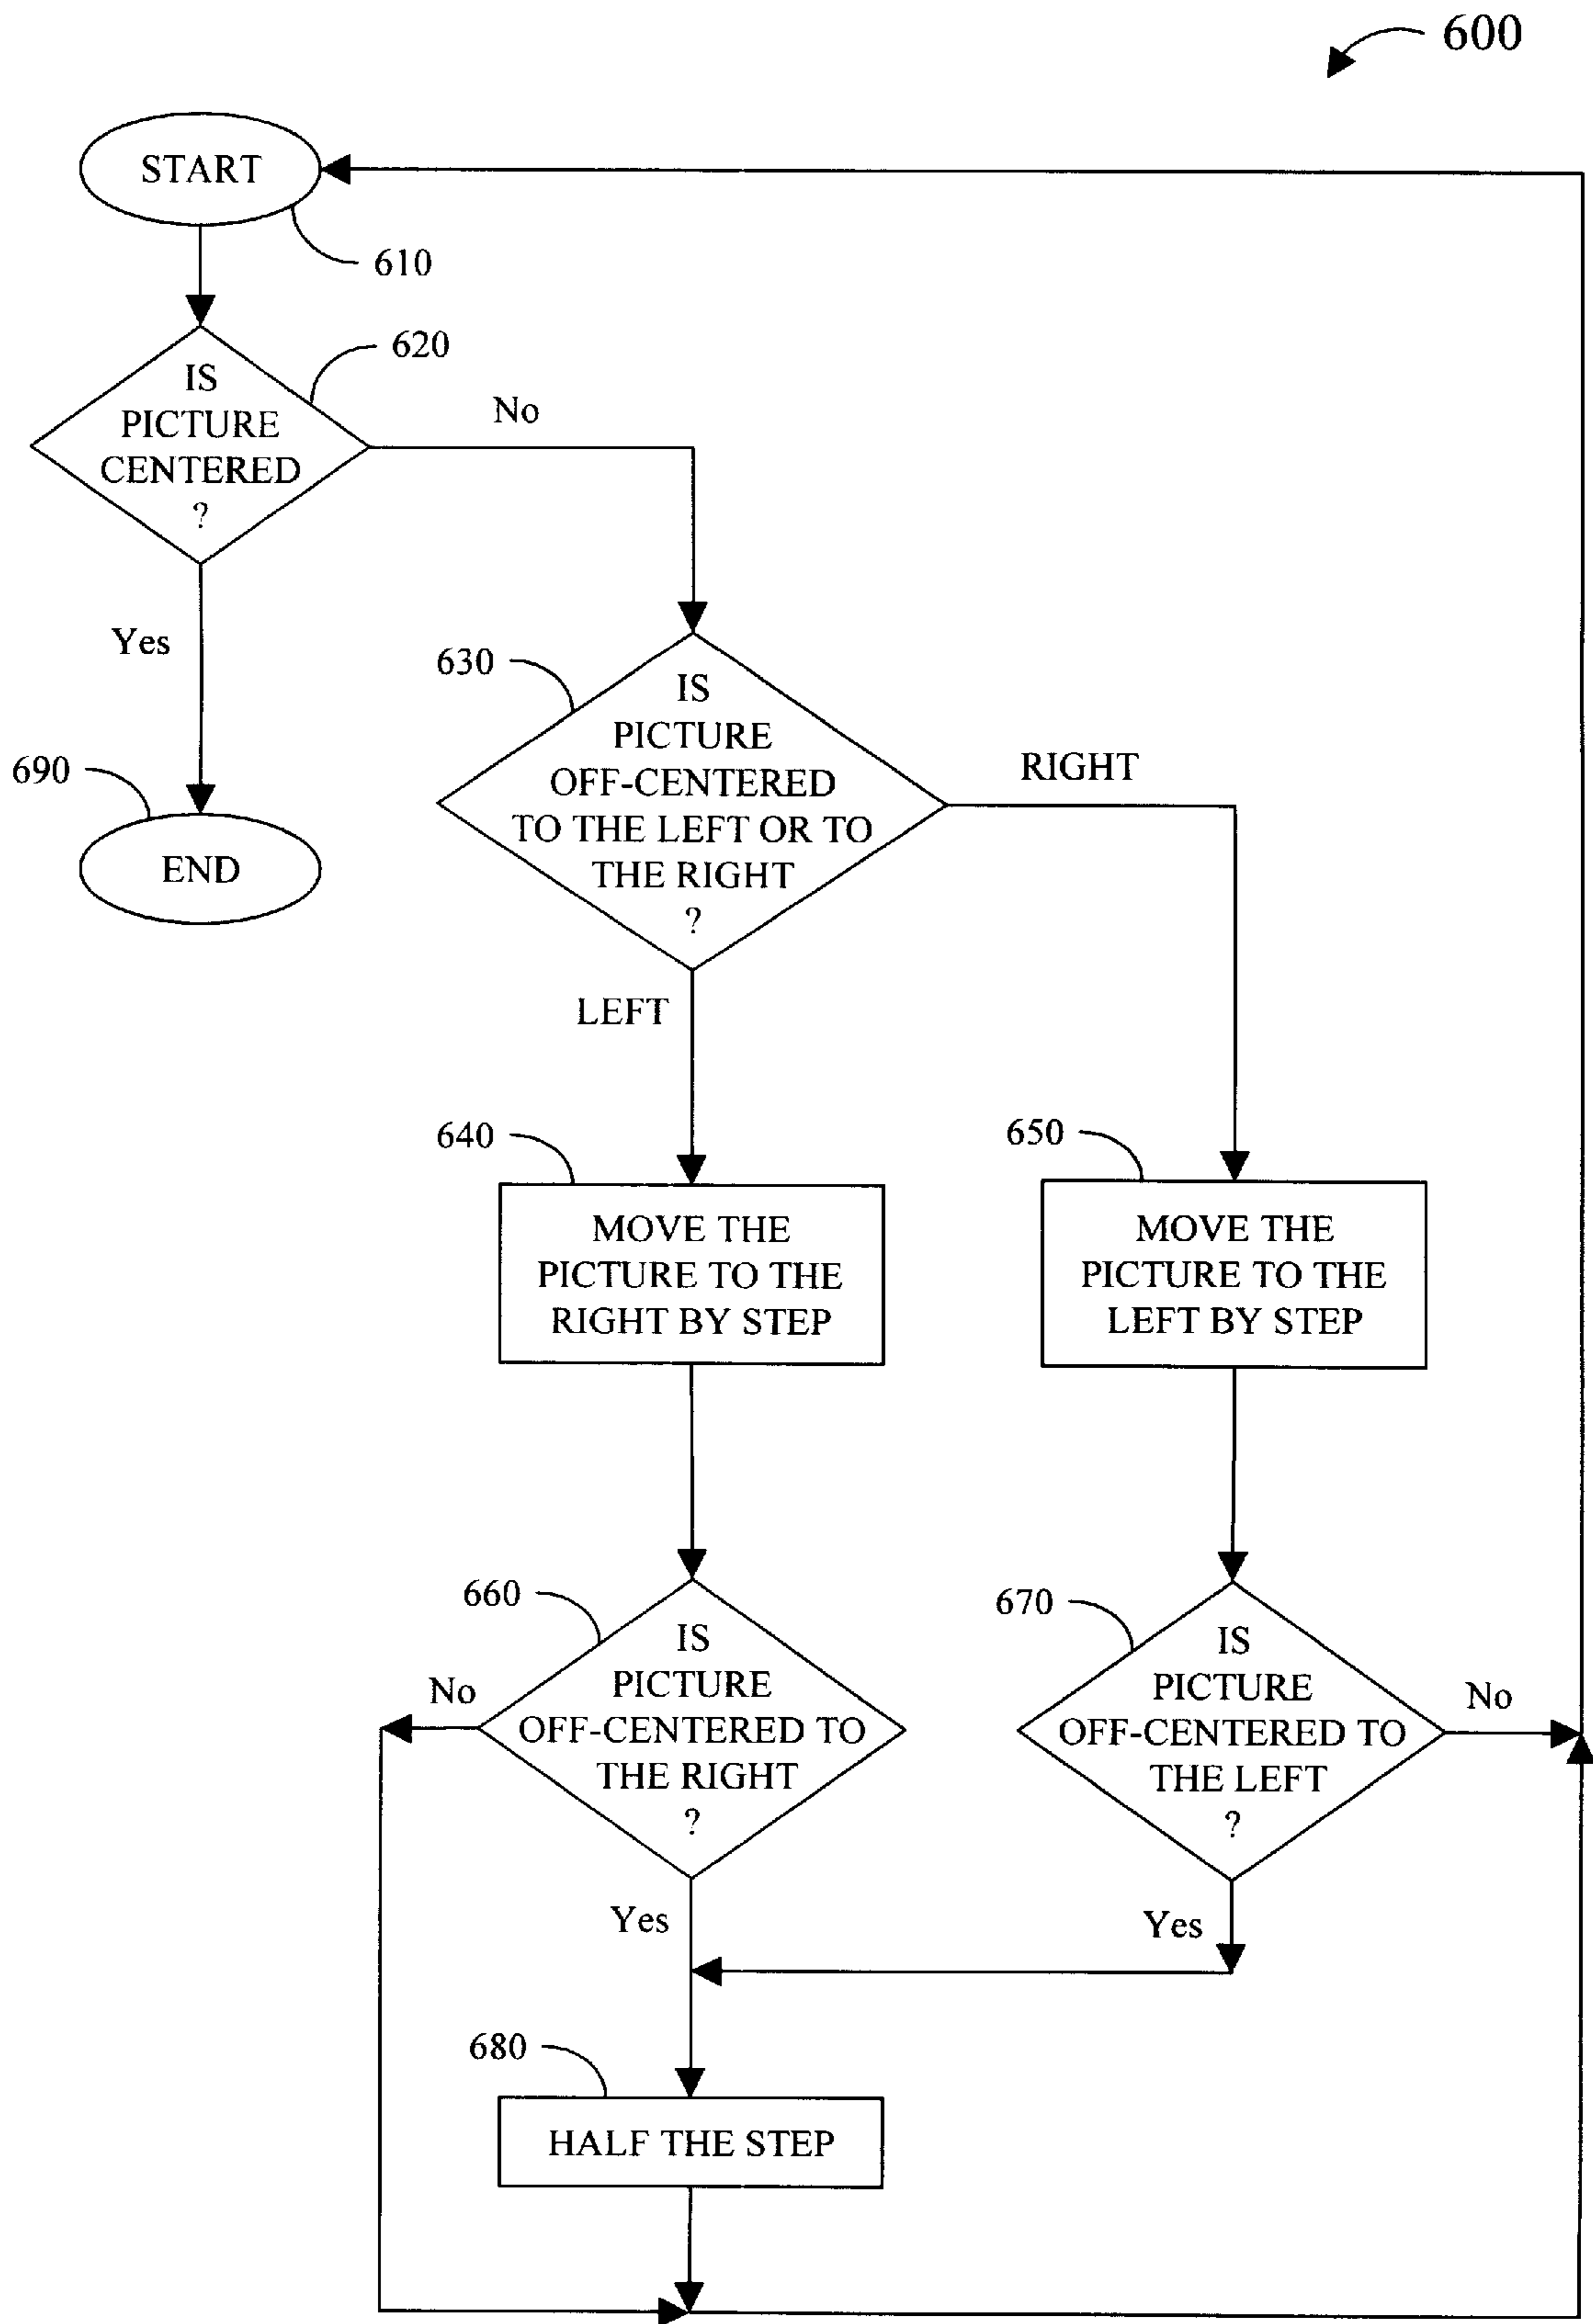 600
START
610
620
IS
PICTURE
CENTERED
?
No
Yes
630
IS
PICTURE
OFF-CENTERED
TO THE LEFT OR TO
THE RIGHT
?
RIGHT
690
END
LEFT
640
MOVE THE
PICTURE TO THE
RIGHT BY STEP
650
MOVE THE
PICTURE TO THE
LEFT BY STEP
660
IS
PICTURE
OFF-CENTERED TO
THE RIGHT
?
No
670
IS
PICTURE
OFF-CENTERED TO
THE LEFT
?
No
Yes
Yes
680
HALF THE STEP